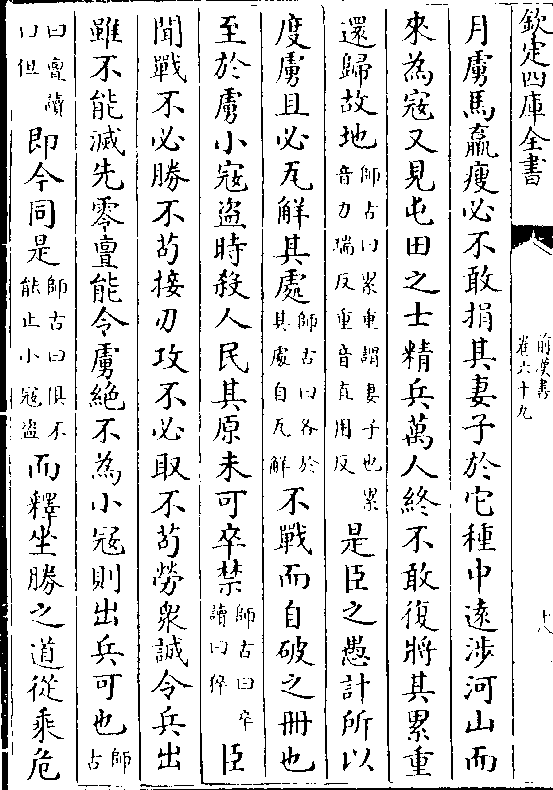 欽定四庫全書
前漢書
卷六十九
月虜馬羸瘦必不敢捐其妻子於它種中遠涉河山而
來為寇又見屯田之士精兵萬人終不敢復將其累重
還歸故地師古曰累重謂妻子也累音力瑞反重音直用反是臣之愚計所以
度虜且必瓦解其處師古曰各於其處自瓦解不戰而自破之冊也
至於虜小寇盜時殺人民其原未可卒禁師古曰卒讀曰猝臣
聞戰不必勝不苟接刃攻不必取不苟勞衆誠令兵出
雖不能滅先零亶能令虜絶不為小寇則出兵可也師古
曰亶讀曰但即今同是師古曰俱不能止小寇盜而釋坐勝之道從乘危